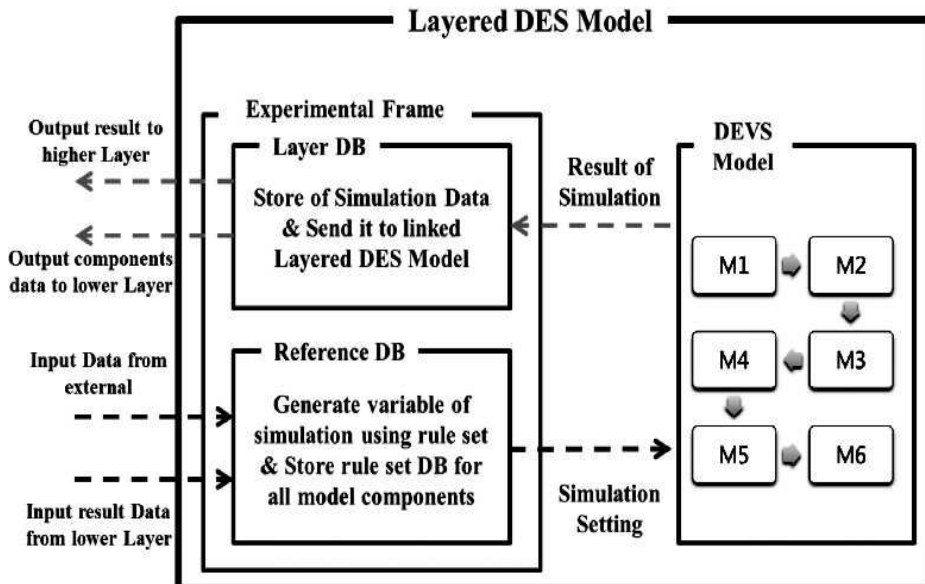 Layered DES Model
Experimental Frame
Output result to
higher Layer
Layer DB
Store of Simulation Data
& Send it to linked
Layered DES Model
Output components
data to lower Layer
Result of
Simulation
DEVS
Model
M1
M2
M4
M3
M5
M6
Input Data from
external
Reference DB
Generate variable of
simulation using rule set
& Store rule set DB for
all model components
Input result Data
from lower Layer
Simulation
Setting